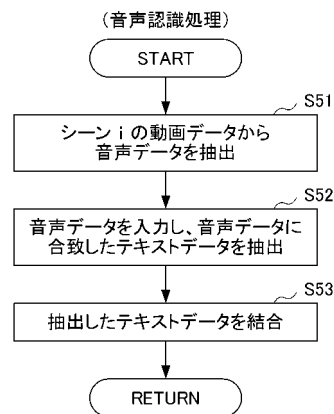 (音声認識処理)
START
S51
シーンiの動画データから
音声データを抽出
S52
音声データを入力し、音声データに
合致したテキストデータを抽出
S53
抽出したテキストデータを結合
RETURN